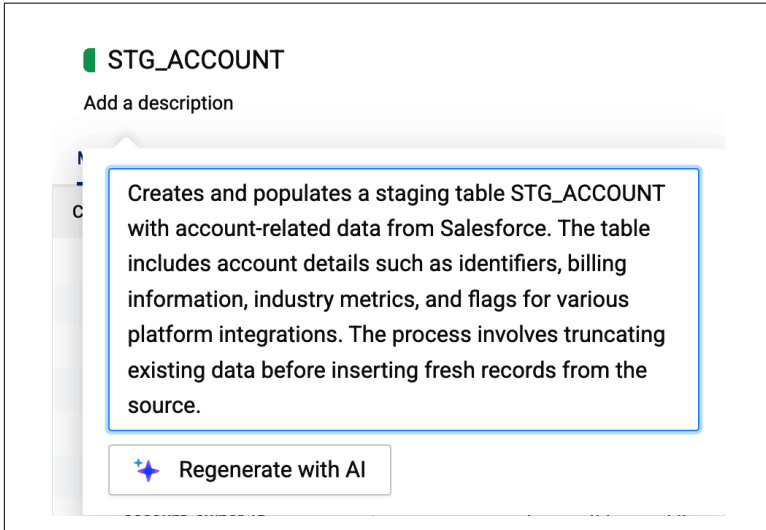 STG_ACCOUNT
Add a description
Creates and populates a staging table STG_ACCOUNT
with account-related data from Salesforce. The table
includes account details such as identifiers, billing
information, industry metrics, and flags for various
platform integrations. The process involves truncating
existing data before inserting fresh records from the
source.
Regenerate with AI